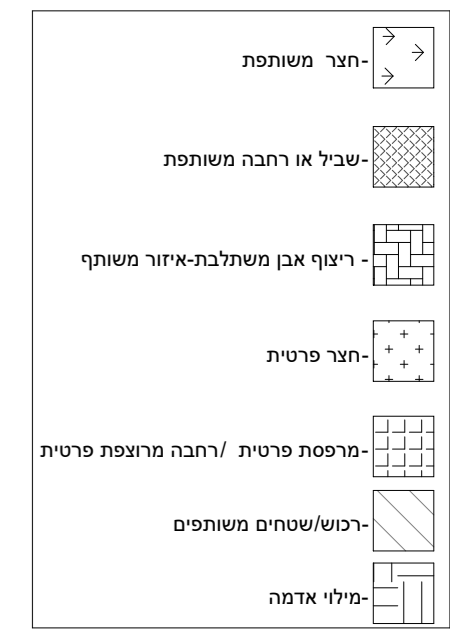 -חצר משותפת
-שביל או רחבה משותפת
- ריצוף אבן משתלבת-איזור משותף
-חצר פרטית
-מרפסת פרטית /רחבה מרוצפת פרטית
-רכוש/שטחים משותפים
-מילוי אדמה